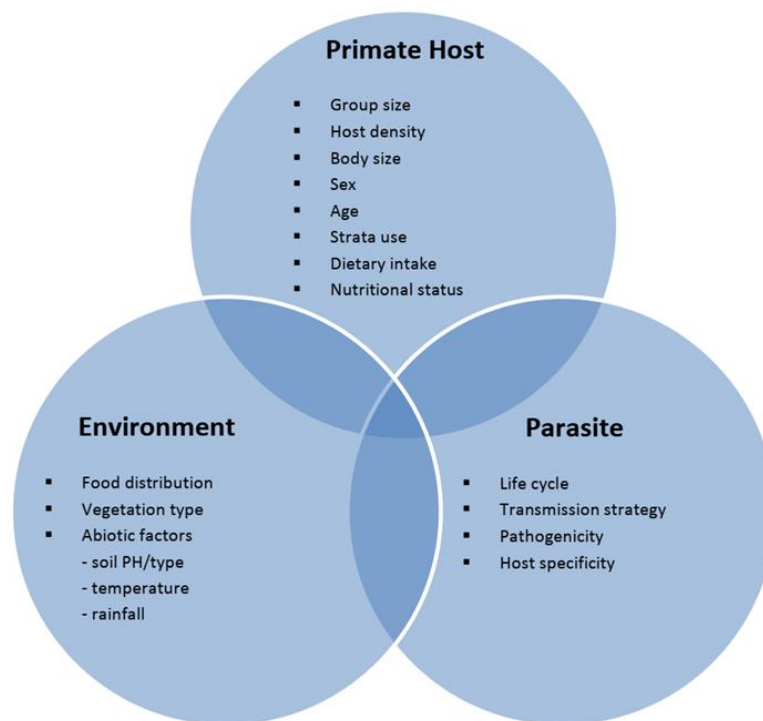 Primate Host
▪ Group size
▪ Host density
▪ Body size
▪ Sex
▪ Age
▪ Strata use
▪ Dietary intake
▪ Nutritional status
Environment
▪ Food distribution
▪ Vegetation type
▪ Abiotic factors
- soil PH/type
- temperature
- rainfall
Parasite
▪ Life cycle
▪ Transmission strategy
▪ Pathogenicity
▪ Host specificity